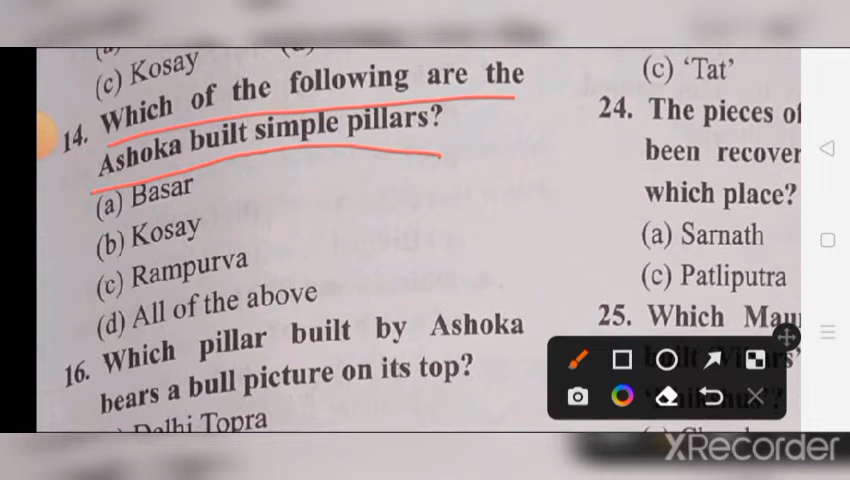 (c) Kosay
14. Which of the following are the
Ashoka built simple pillars?
(a) Basar
(b) Kosay
(c) Rampurva
(d) All of the above
16. Which pillar built by Ashoka
bears a bull picture on its top?
Delhi Topra
(c) 'Tat'
24. The pieces of
been recover
which place?
(a) Sarnath
(c) Patliputra
25. Which Mau
XRecorder